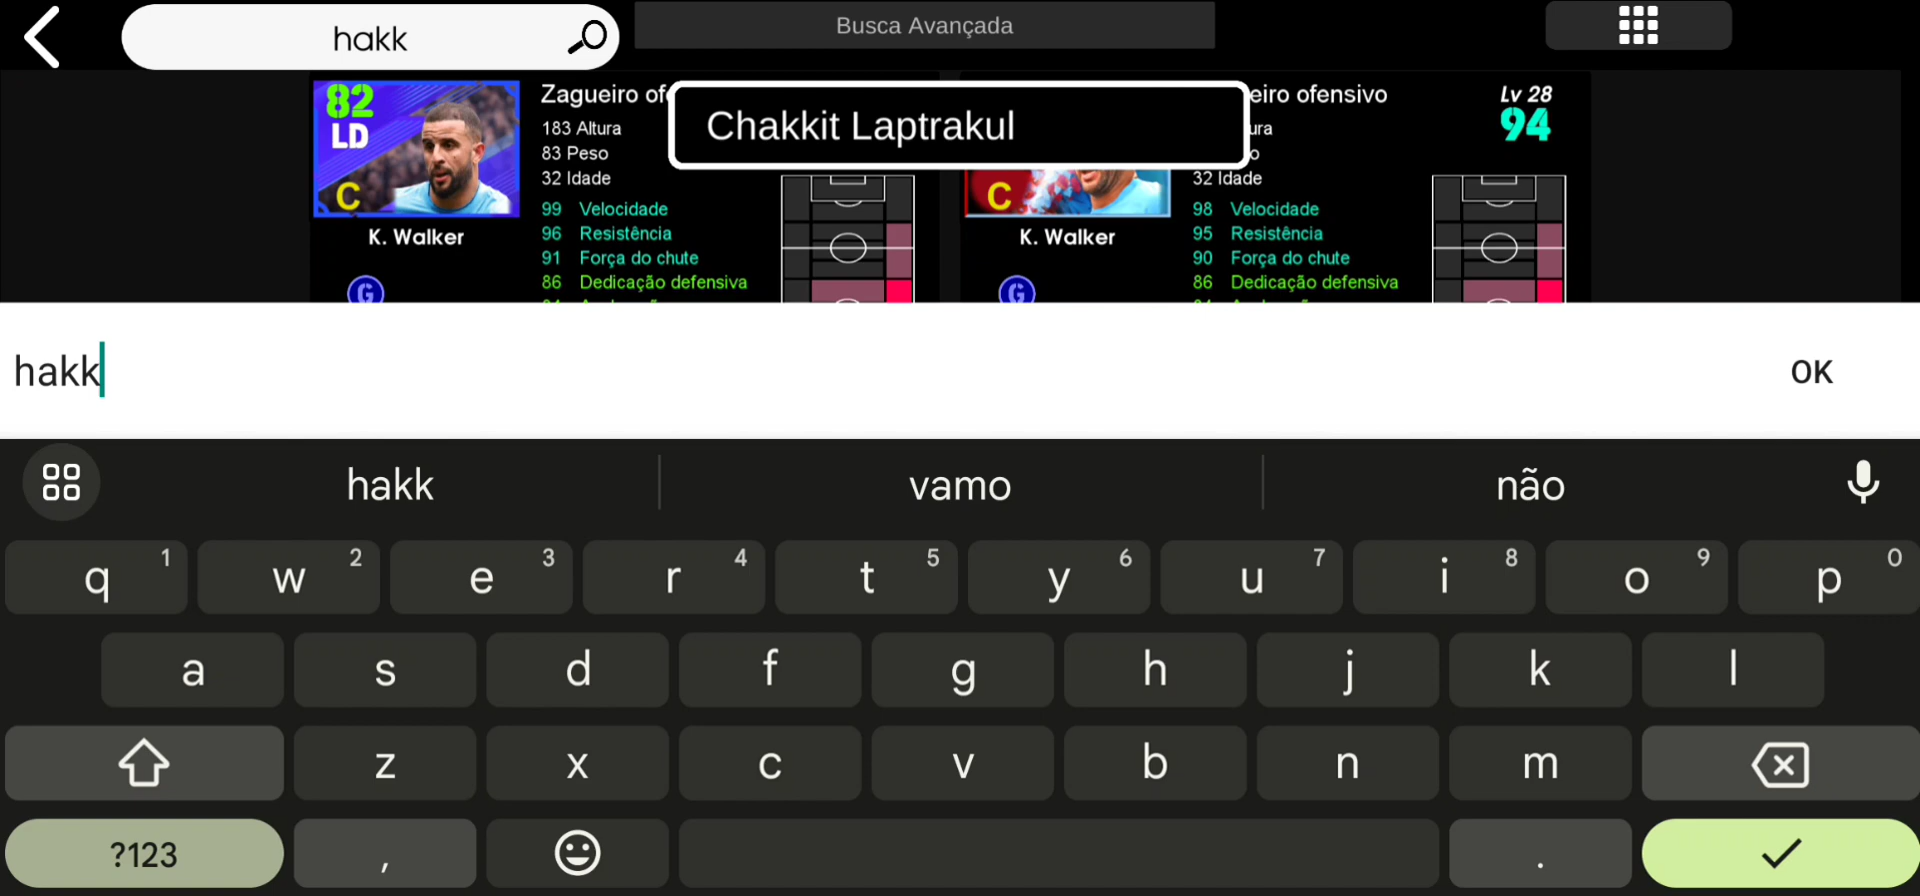 hakk
Busca Avançada
82
LD
C
K. Walker
G
Zagueiro of
183 Altura
83 Peso
32 Idade
99 Velocidade
96 Resistência
91 Força do chute
86 Dedicação defensiva
Chakkit Laptrakul
eiro ofensivo
Lv 28
94
ura
o
32 Idade
C
K. Walker
G
98 Velocidade
95 Resistência
90 Força do chute
86 Dedicação defensiva
hakk
OK
hakk vamo não
q 1 w 2 e 3 r 4 t 5 y 6 u 7 i 8 o 9 p 0
a s d f g h j k l
z x c v b n m
?123 , .